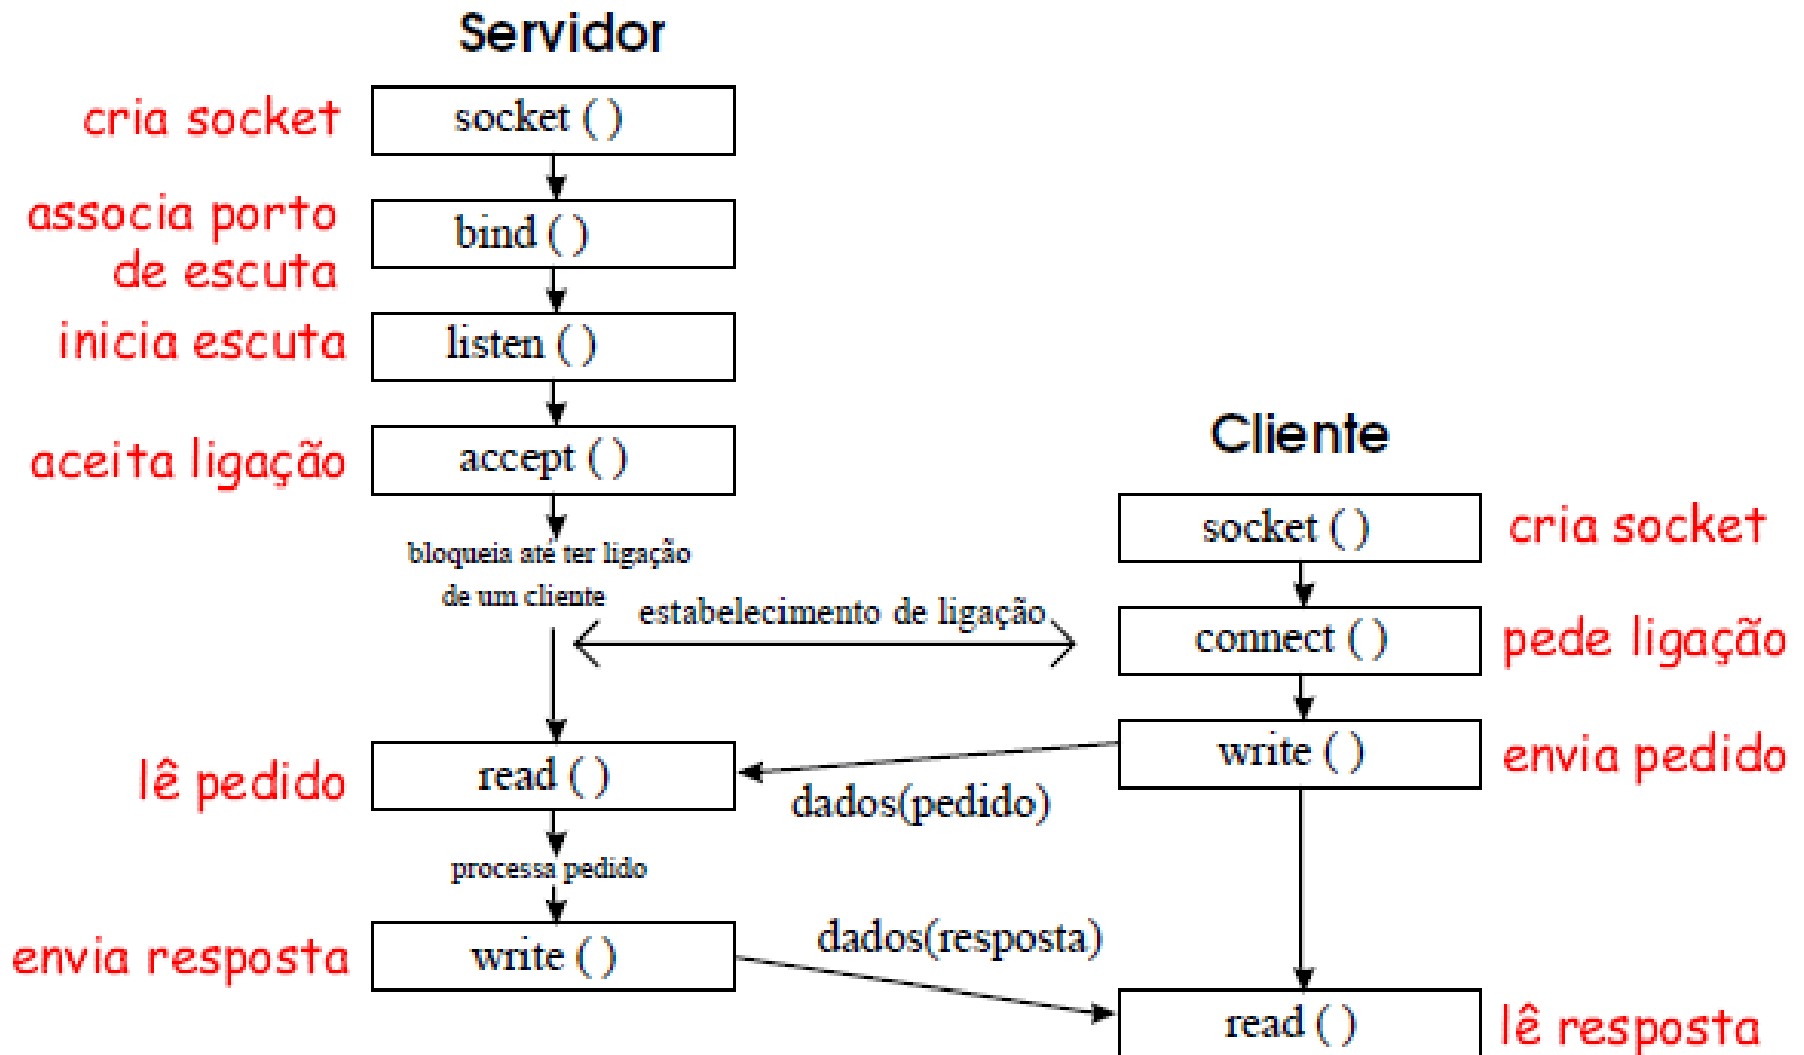 Servidor
cria socket
socket ( )
associa porto
de escuta
bind ( )
inicia escuta
listen ( )
aceita ligação
accept ( )
bloqueia até ter ligação
de um cliente
estabelecimento de ligação
Cliente
socket ( )
cria socket
connect ( )
pede ligação
write ( )
envia pedido
lê pedido
read ( )
dados(pedido)
processa pedido
envia resposta
write ( )
dados(resposta)
read ( )
lê resposta